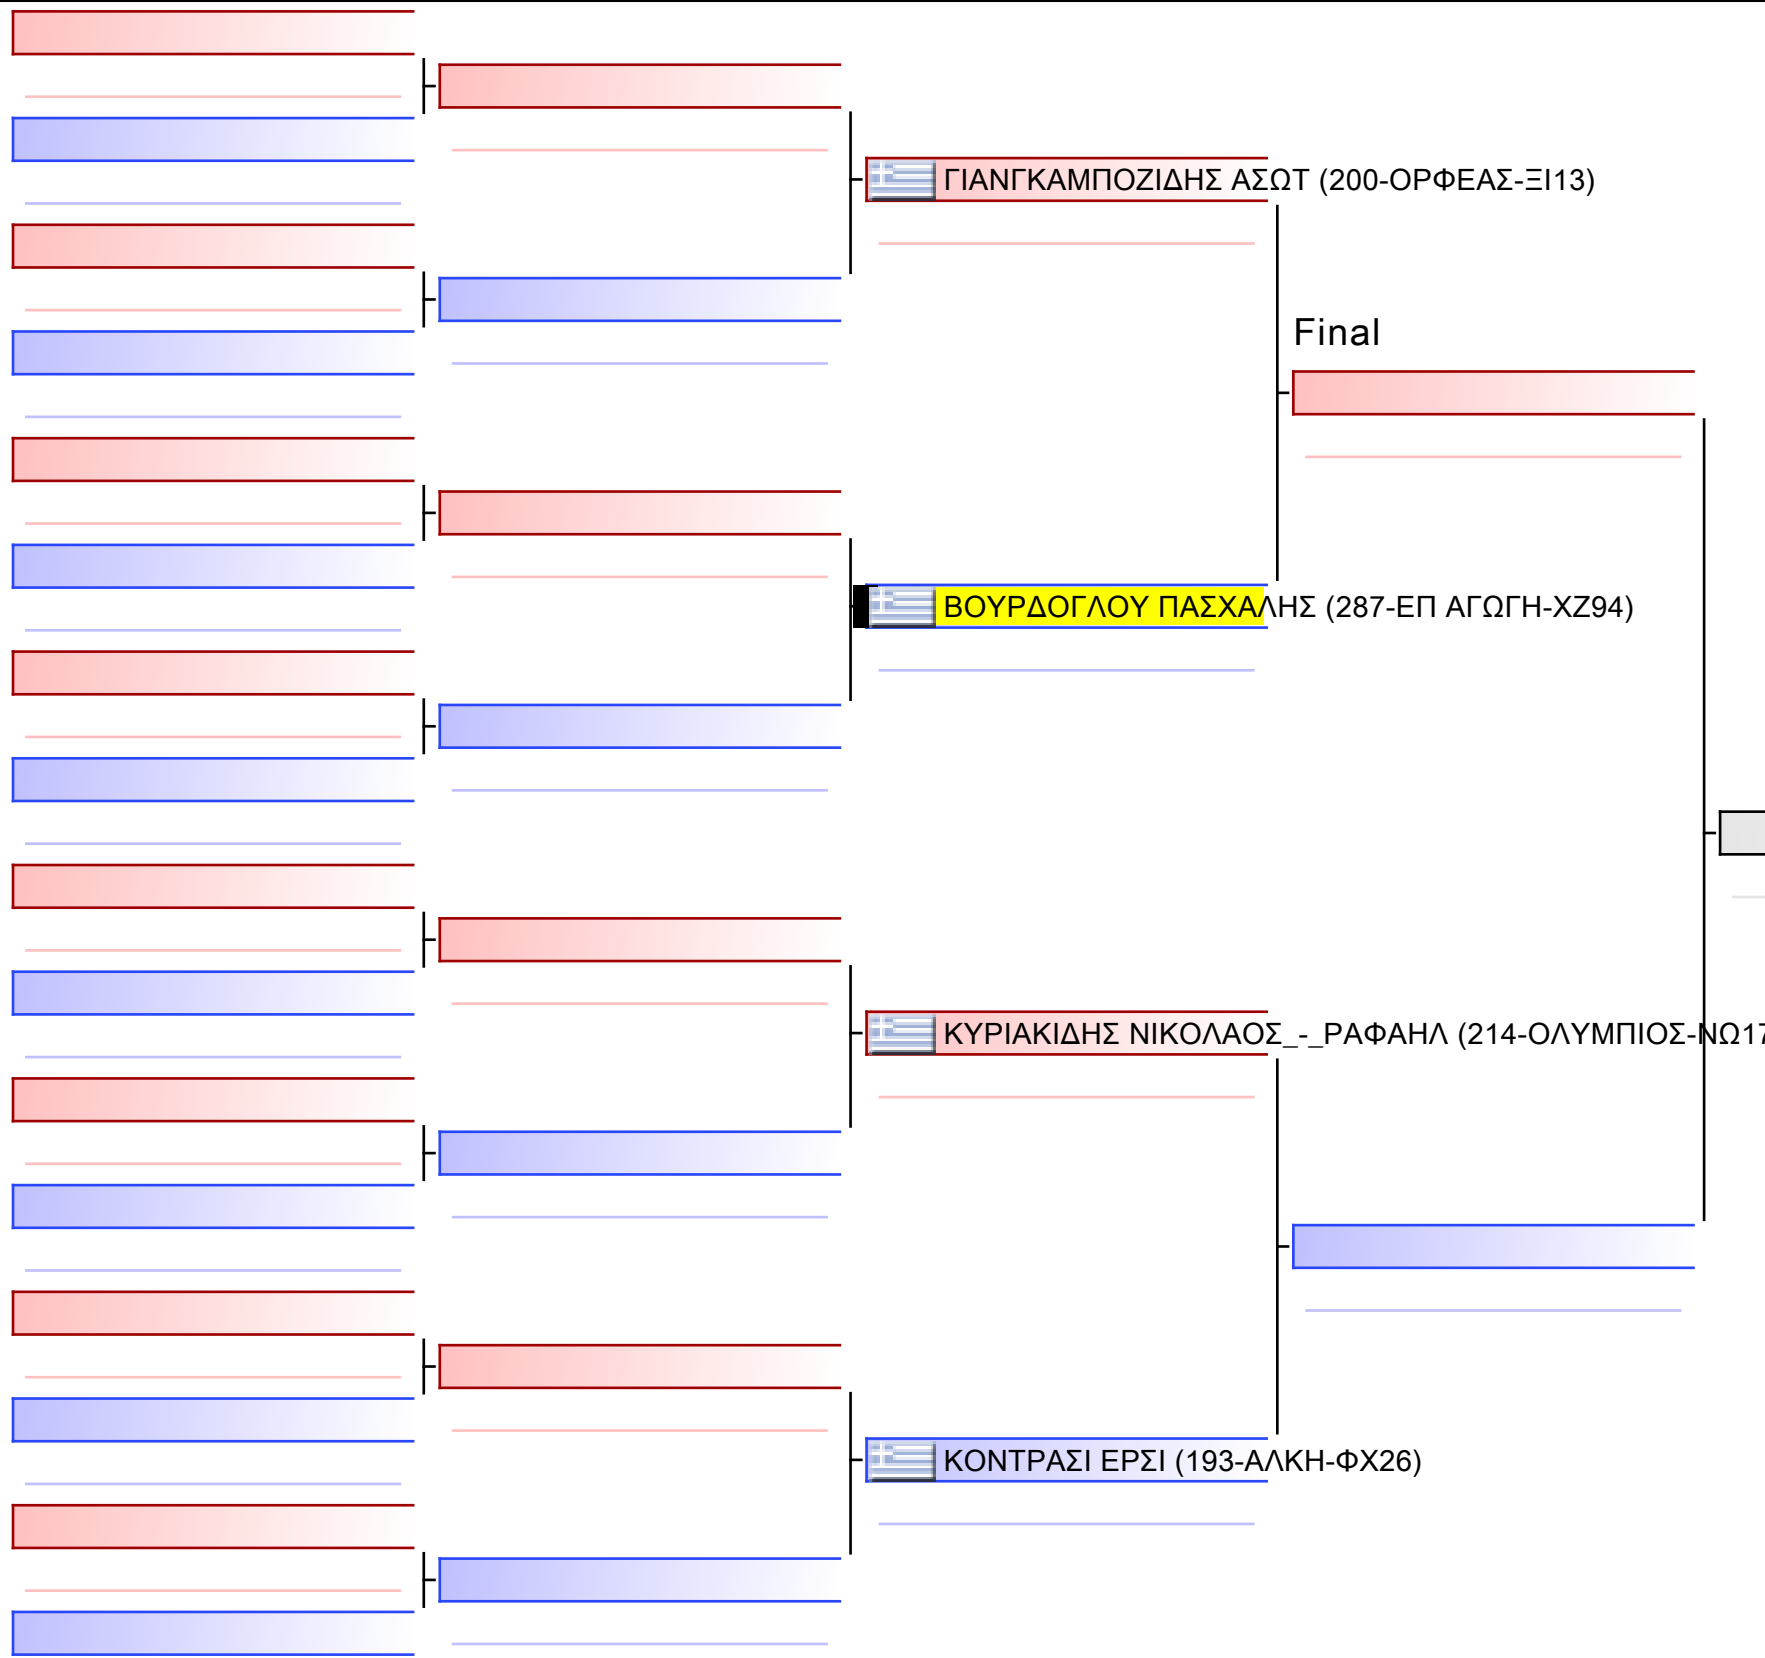 ΓΙΑΝΓΚΑΜΠΟΖΙΔΗΣ ΑΣΩΤ (200-ΟΡΦΕΑΣ-ΞΙ13)
Final
ΒΟΥΡΔΟΓΛΟΥ ΠΑΣΧΑΛΗΣ (287-ΕΠ ΑΓΩΓΗ-ΧΖ94)
ΚΥΡΙΑΚΙΔΗΣ ΝΙΚΟΛΑΟΣ_-_ΡΑΦΑΗΛ (214-ΟΛΥΜΠΙΟΣ-ΝΩ17
ΚΟΝΤΡΑΣΙ ΕΡΣΙ (193-ΑΛΚΗ-ΦΧ26)